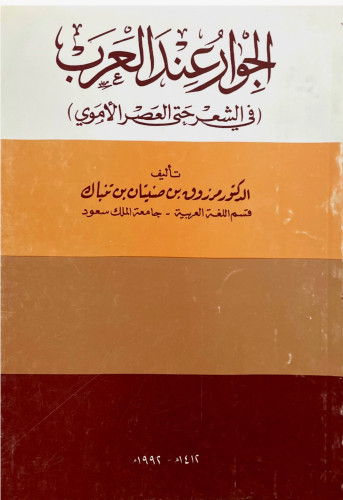 الجوار عند العرب
(في الشعر حتى العصر الأموي)
تأليف
الدكتور مرزوق بن صنيتان بن تنباك
قسم اللغة العربية - جامعة الملك سعود
١٤١٢هـ - ١٩٩٢م